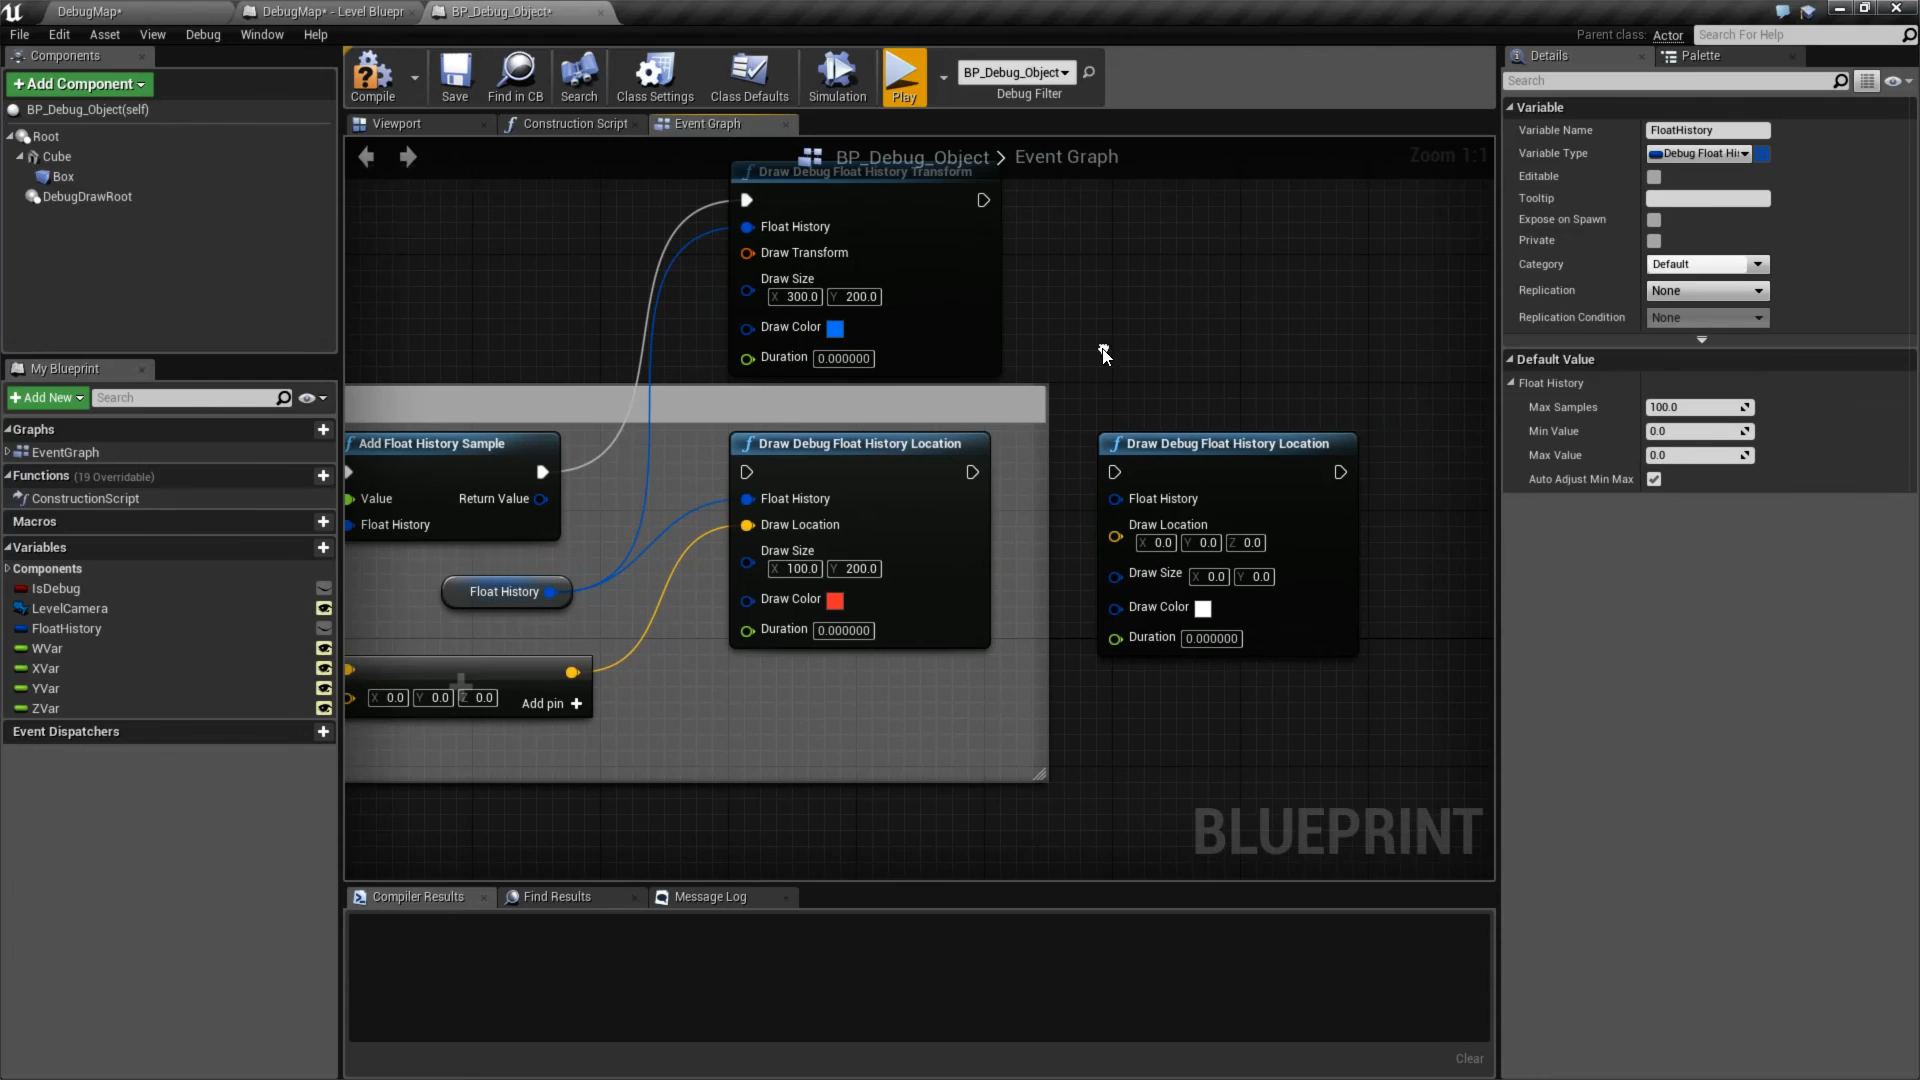 DebugMap*
DebugMap* - Level Bluepr
BP_Debug_Object*
File Edit Asset View Debug Window Help
Parent class: Actor
Search For Help
Components
Add Component
BP_Debug_Object(self)
Root
Cube
Box
DebugDrawRoot
My Blueprint
Add New
Search
Graphs
EventGraph
Functions (19 Overridable)
ConstructionScript
Macros
Variables
Components
IsDebug
LevelCamera
FloatHistory
WVar
XVar
YVar
ZVar
Event Dispatchers
Compile
Save
Find in CB
Search
Class Settings
Class Defaults
Simulation
Play
BP_Debug_Object
Debug Filter
Viewport
Construction Script
Event Graph
BP_Debug_Object > Event Graph
Zoom 1:1
Draw Debug Float History Transform
Float History
Draw Transform
Draw Size
X 300.0 Y 200.0
Draw Color
Duration 0.000000
Add Float History Sample
Value
Return Value
Float History
Float History
X 0.0 Y 0.0 Z 0.0
Add pin
Draw Debug Float History Location
Float History
Draw Location
Draw Size
X 100.0 Y 200.0
Draw Color
Duration 0.000000
Draw Debug Float History Location
Float History
Draw Location
X 0.0 Y 0.0 Z 0.0
Draw Size X 0.0 Y 0.0
Draw Color
Duration 0.000000
BLUEPRINT
Compiler Results
Find Results
Message Log
Clear
Details
Palette
Search
Variable
Variable Name FloatHistory
Variable Type Debug Float His
Editable
Tooltip
Expose on Spawn
Private
Category Default
Replication None
Replication Condition None
Default Value
Float History
Max Samples 100.0
Min Value 0.0
Max Value 0.0
Auto Adjust Min Max